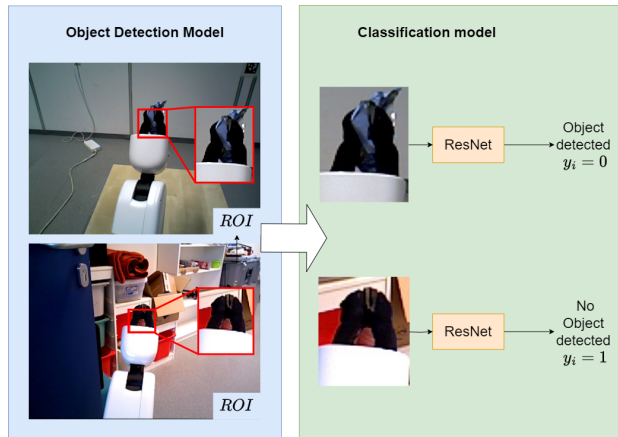 Object Detection Model
ROI
ROI
Classification model
ResNet
Object
detected
y_i = 0
ResNet
No
Object
detected
y_i = 1